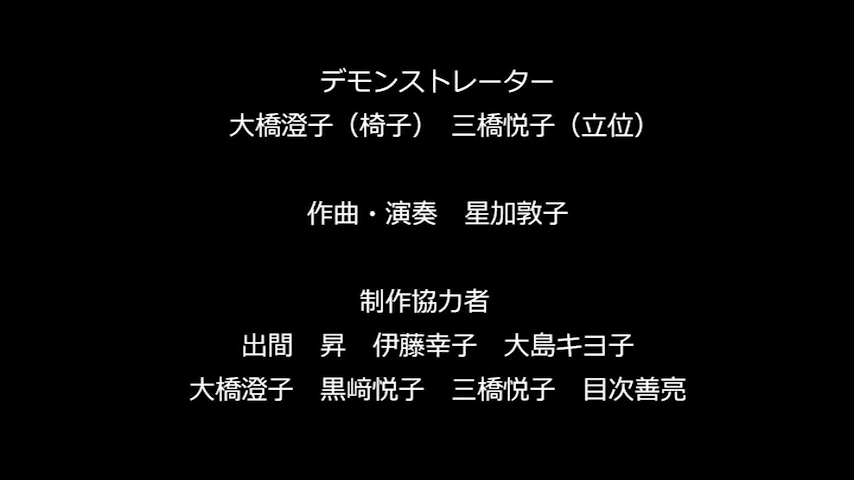 デモンストレーター
大橋澄子（椅子）　三橋悦子（立位）
作曲・演奏　星加敦子
制作協力者
出間　昇　伊藤幸子　大島キヨ子
大橋澄子　黒﨑悦子　三橋悦子　目次善亮